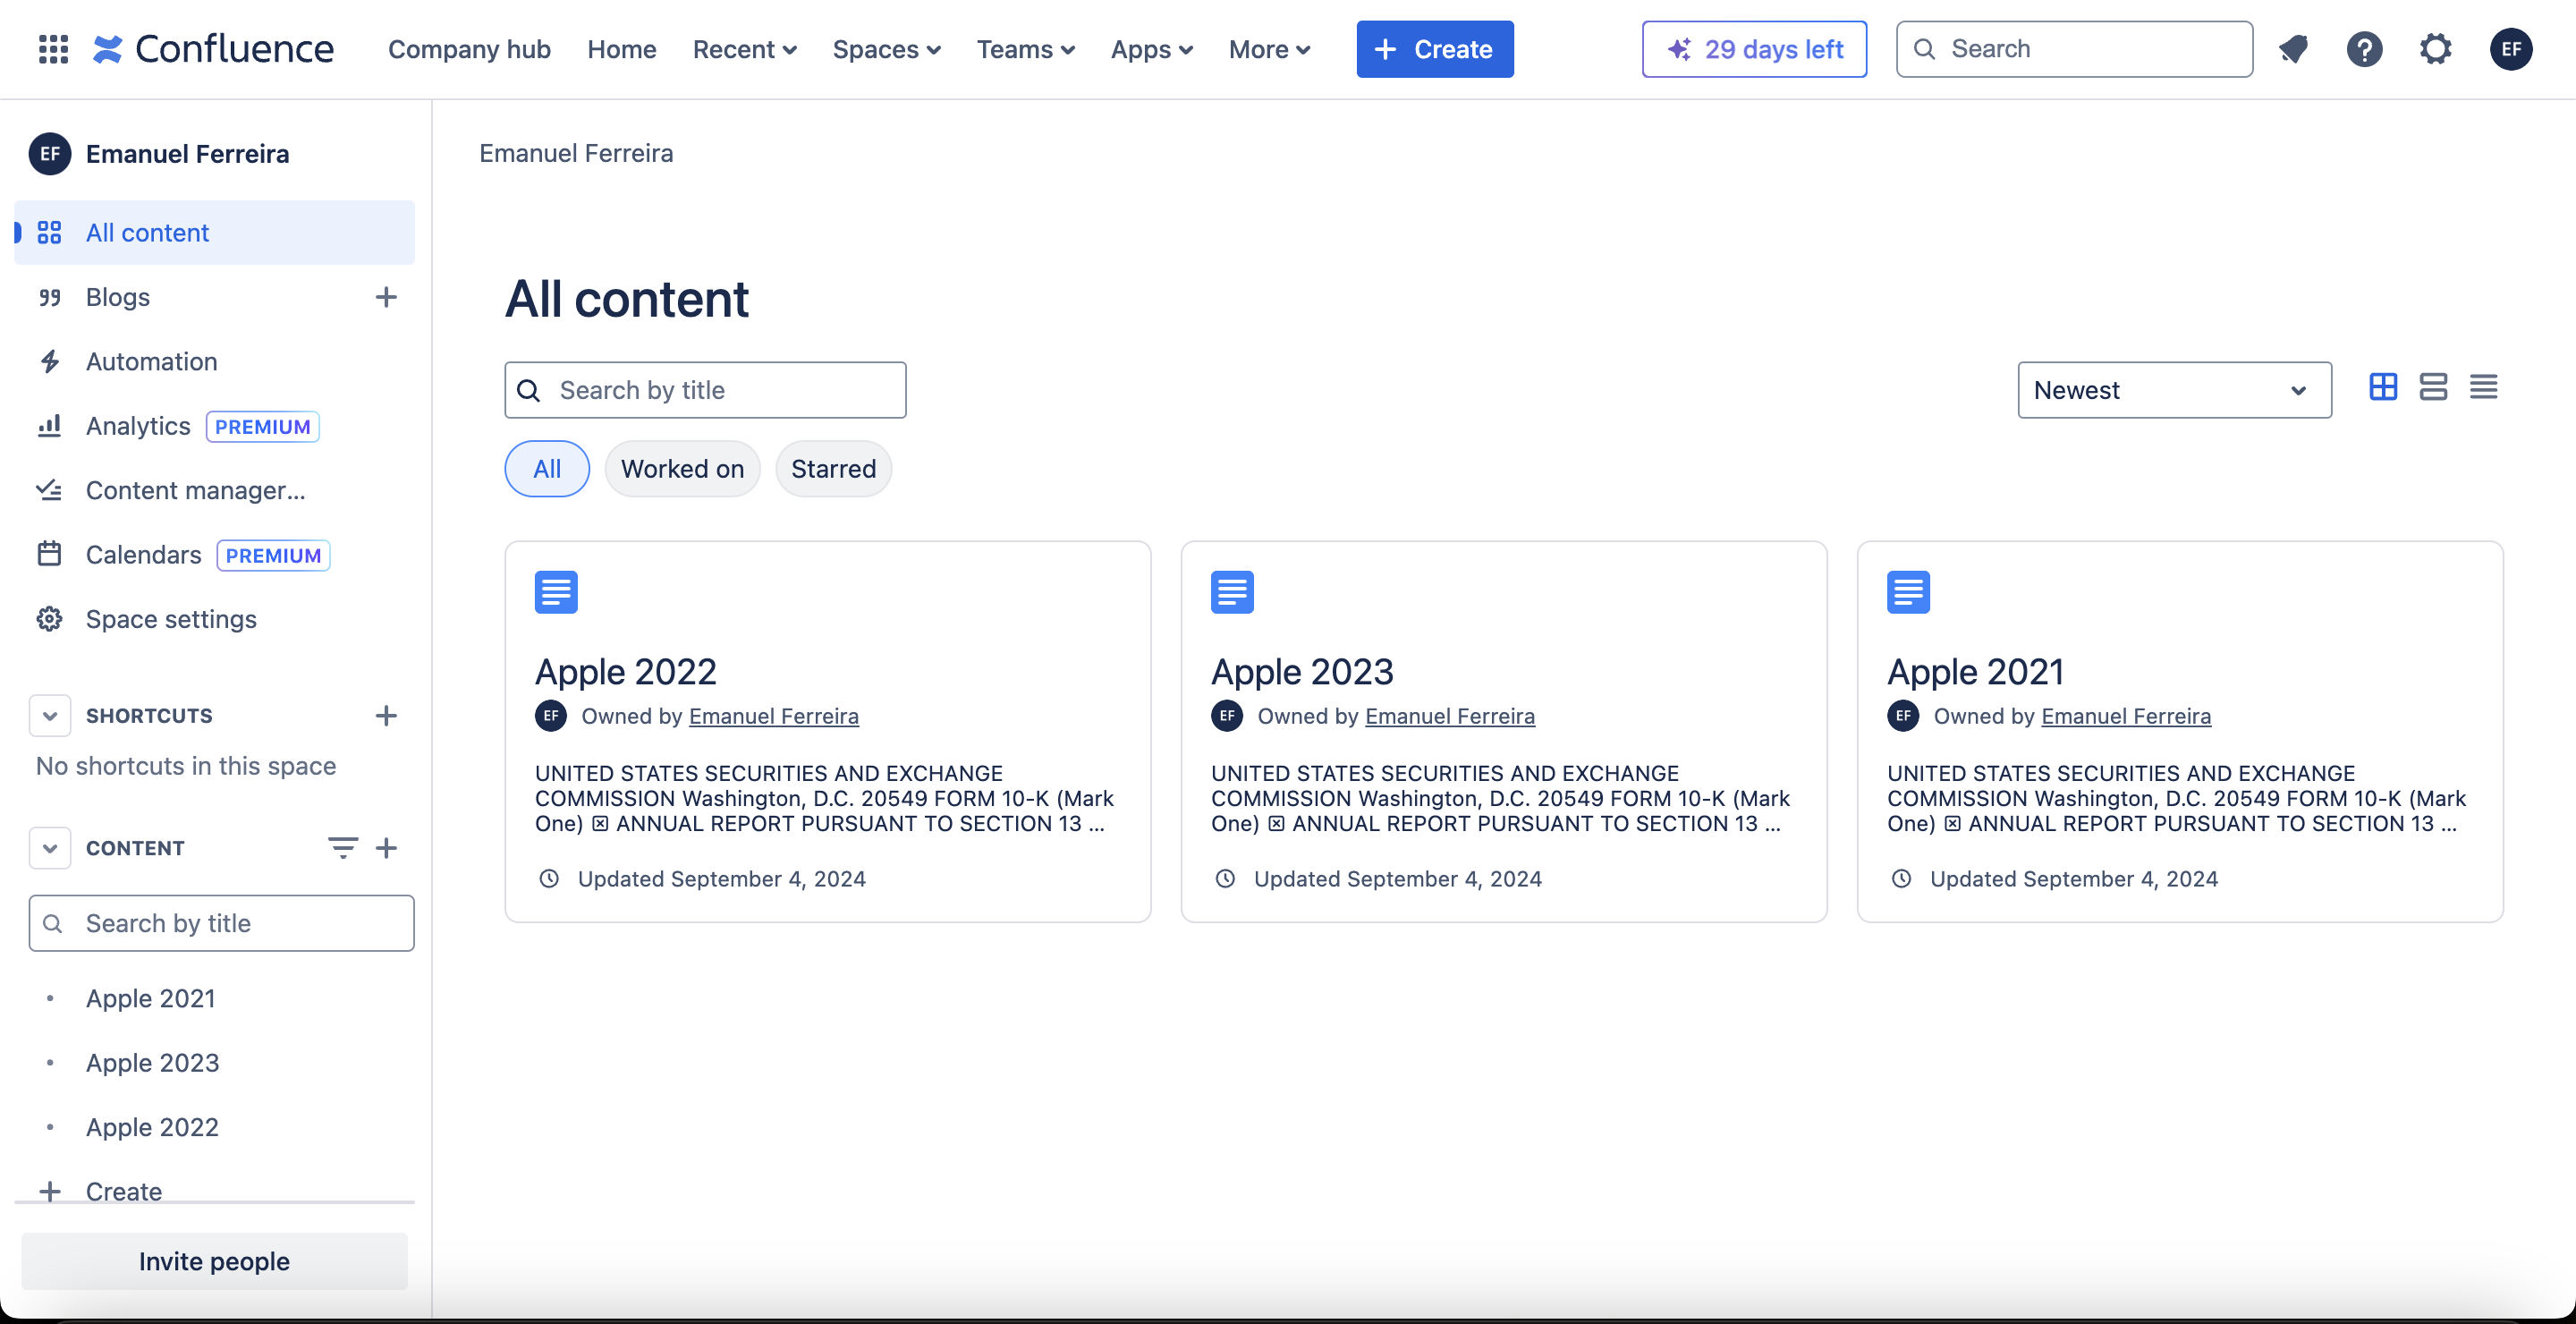 Confluence
Company hub
Home
Recent
Spaces
Teams
Apps
More
+ Create
29 days left
Search
EF
EF
Emanuel Ferreira
All content
Blogs
Automation
Analytics PREMIUM
Content manager...
Calendars PREMIUM
Space settings
SHORTCUTS
No shortcuts in this space
CONTENT
Search by title
• Apple 2021
• Apple 2023
• Apple 2022
+ Create
Invite people
Emanuel Ferreira
All content
Search by title
Newest
All
Worked on
Starred
Apple 2022
EF Owned by Emanuel Ferreira
UNITED STATES SECURITIES AND EXCHANGE
COMMISSION Washington, D.C. 20549 FORM 10-K (Mark
One) ☒ ANNUAL REPORT PURSUANT TO SECTION 13 ...
Updated September 4, 2024
Apple 2023
EF Owned by Emanuel Ferreira
UNITED STATES SECURITIES AND EXCHANGE
COMMISSION Washington, D.C. 20549 FORM 10-K (Mark
One) ☒ ANNUAL REPORT PURSUANT TO SECTION 13 ...
Updated September 4, 2024
Apple 2021
EF Owned by Emanuel Ferreira
UNITED STATES SECURITIES AND EXCHANGE
COMMISSION Washington, D.C. 20549 FORM 10-K (Mark
One) ☒ ANNUAL REPORT PURSUANT TO SECTION 13 ...
Updated September 4, 2024